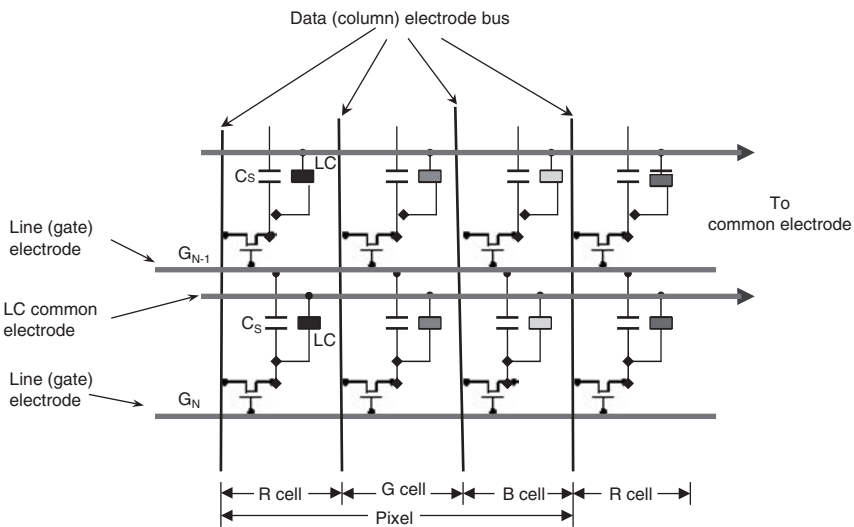 Data (column) electrode bus
CS
LC
To
common electrode
Line (gate)
electrode
GN-1
LC common
electrode
CS
LC
Line (gate)
electrode
GN
R cell
G cell
B cell
R cell
Pixel